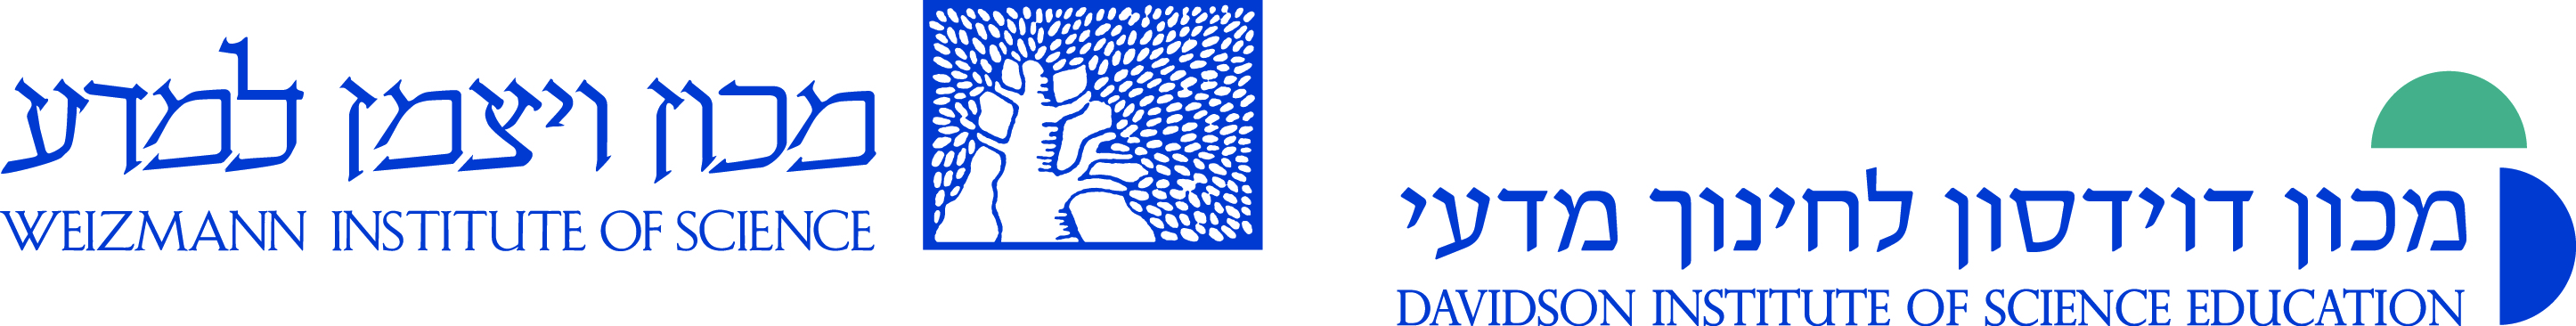 מכון ויצמן למדע
WEIZMANN INSTITUTE OF SCIENCE
מכון דוידסון לחינוך מדעי
DAVIDSON INSTITUTE OF SCIENCE EDUCATION